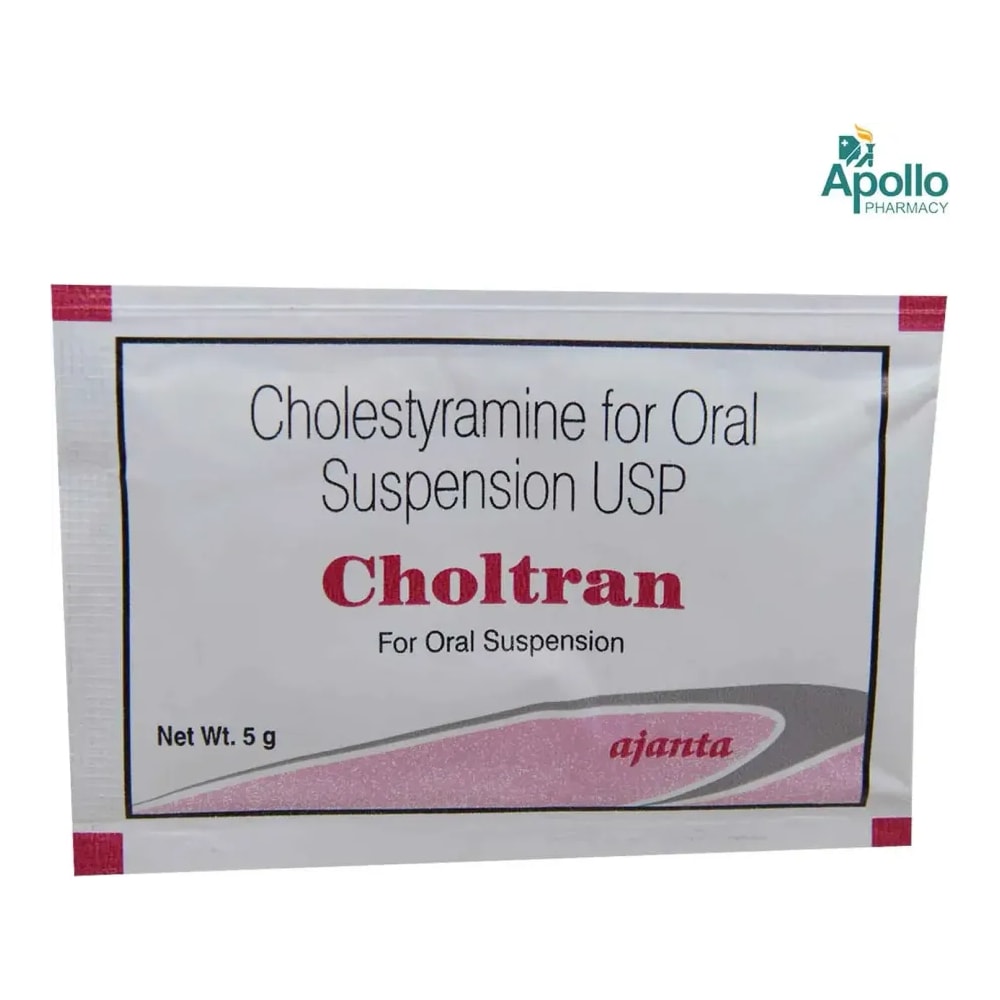 Apollo
PHARMACY
Cholestyramine for Oral
Suspension USP
Choltran
For Oral Suspension
Net Wt. 5 g
ajanta